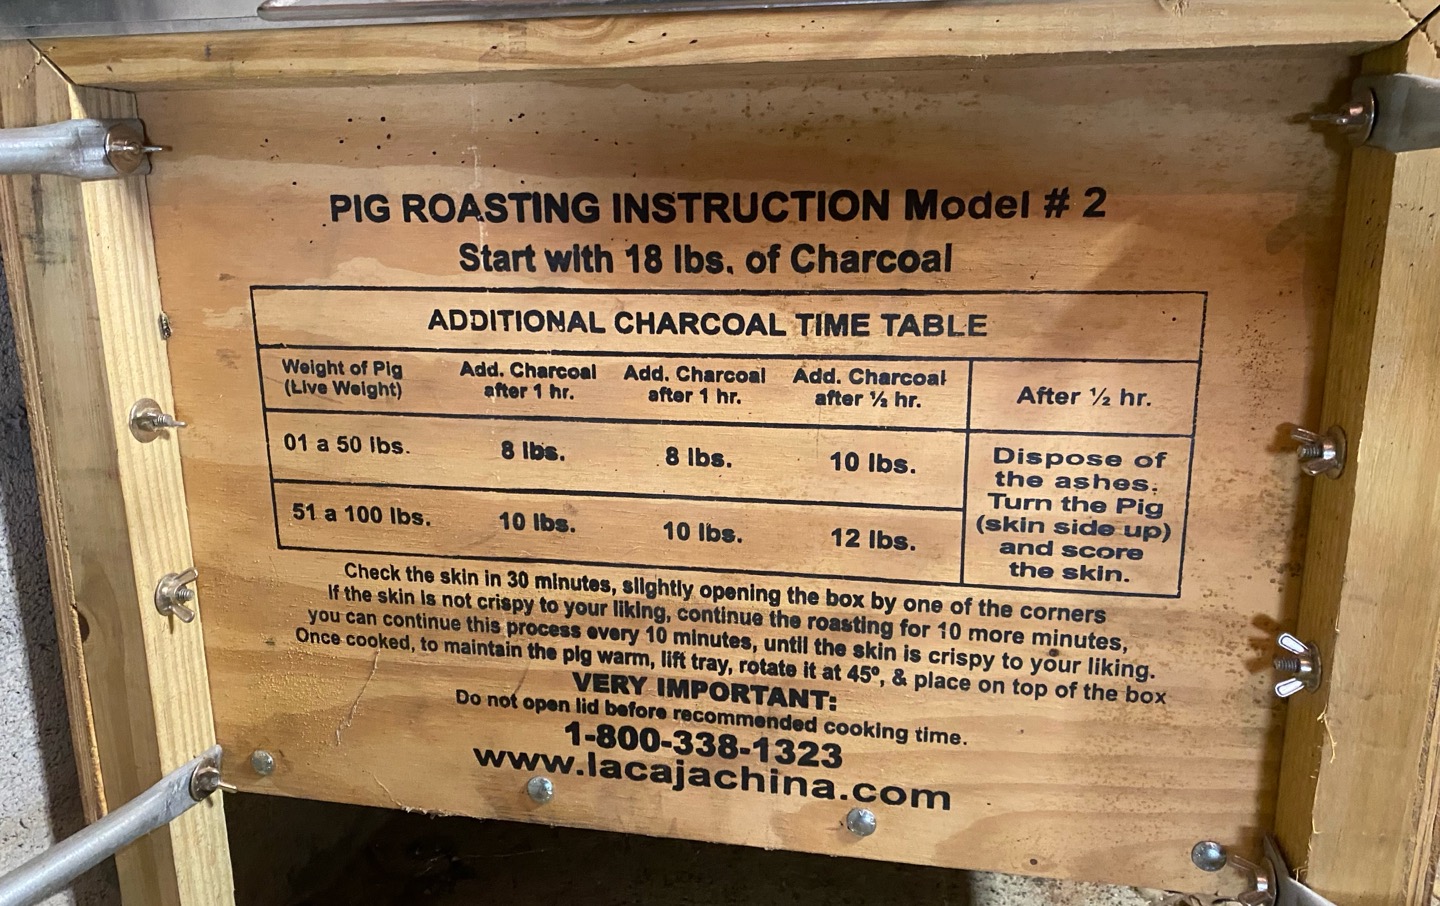 PIG ROASTING INSTRUCTION Model # 2
Start with 18 lbs. of Charcoal
ADDITIONAL CHARCOAL TIME TABLE
Weight of Pig (Live Weight)
Add. Charcoal after 1 hr.
Add. Charcoal after 1 hr.
Add. Charcoal after ½ hr.
After ½ hr.
01 a 50 lbs.
8 lbs.
8 lbs.
10 lbs.
51 a 100 lbs.
10 lbs.
10 lbs.
12 lbs.
Dispose of
the ashes.
Turn the Pig
(skin side up)
and score
the skin.
Check the skin in 30 minutes, slightly opening the box by one of the corners
If the skin is not crispy to your liking, continue the roasting for 10 more minutes,
you can continue this process every 10 minutes, until the skin is crispy to your liking.
Once cooked, to maintain the pig warm, lift tray, rotate it at 45º, & place on top of the box
VERY IMPORTANT:
Do not open lid before recommended cooking time.
1-800-338-1323
www.lacajachina.com